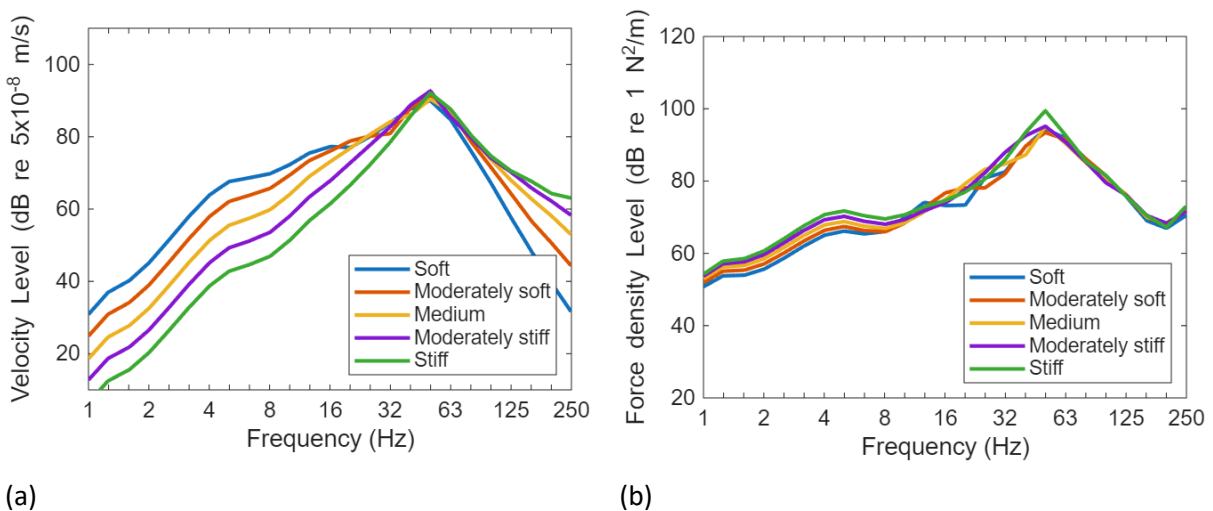 Velocity Level (dB re 5x10-8 m/s)
100
80
60
40
20
Soft
Moderately soft
Medium
Moderately stiff
Stiff
1 2 4 8 16 32 63 125 250
Frequency (Hz)
(a)
Force density Level (dB re 1 N2/m)
120
100
80
60
40
20
Soft
Moderately soft
Medium
Moderately stiff
Stiff
1 2 4 8 16 32 63 125 250
Frequency (Hz)
(b)